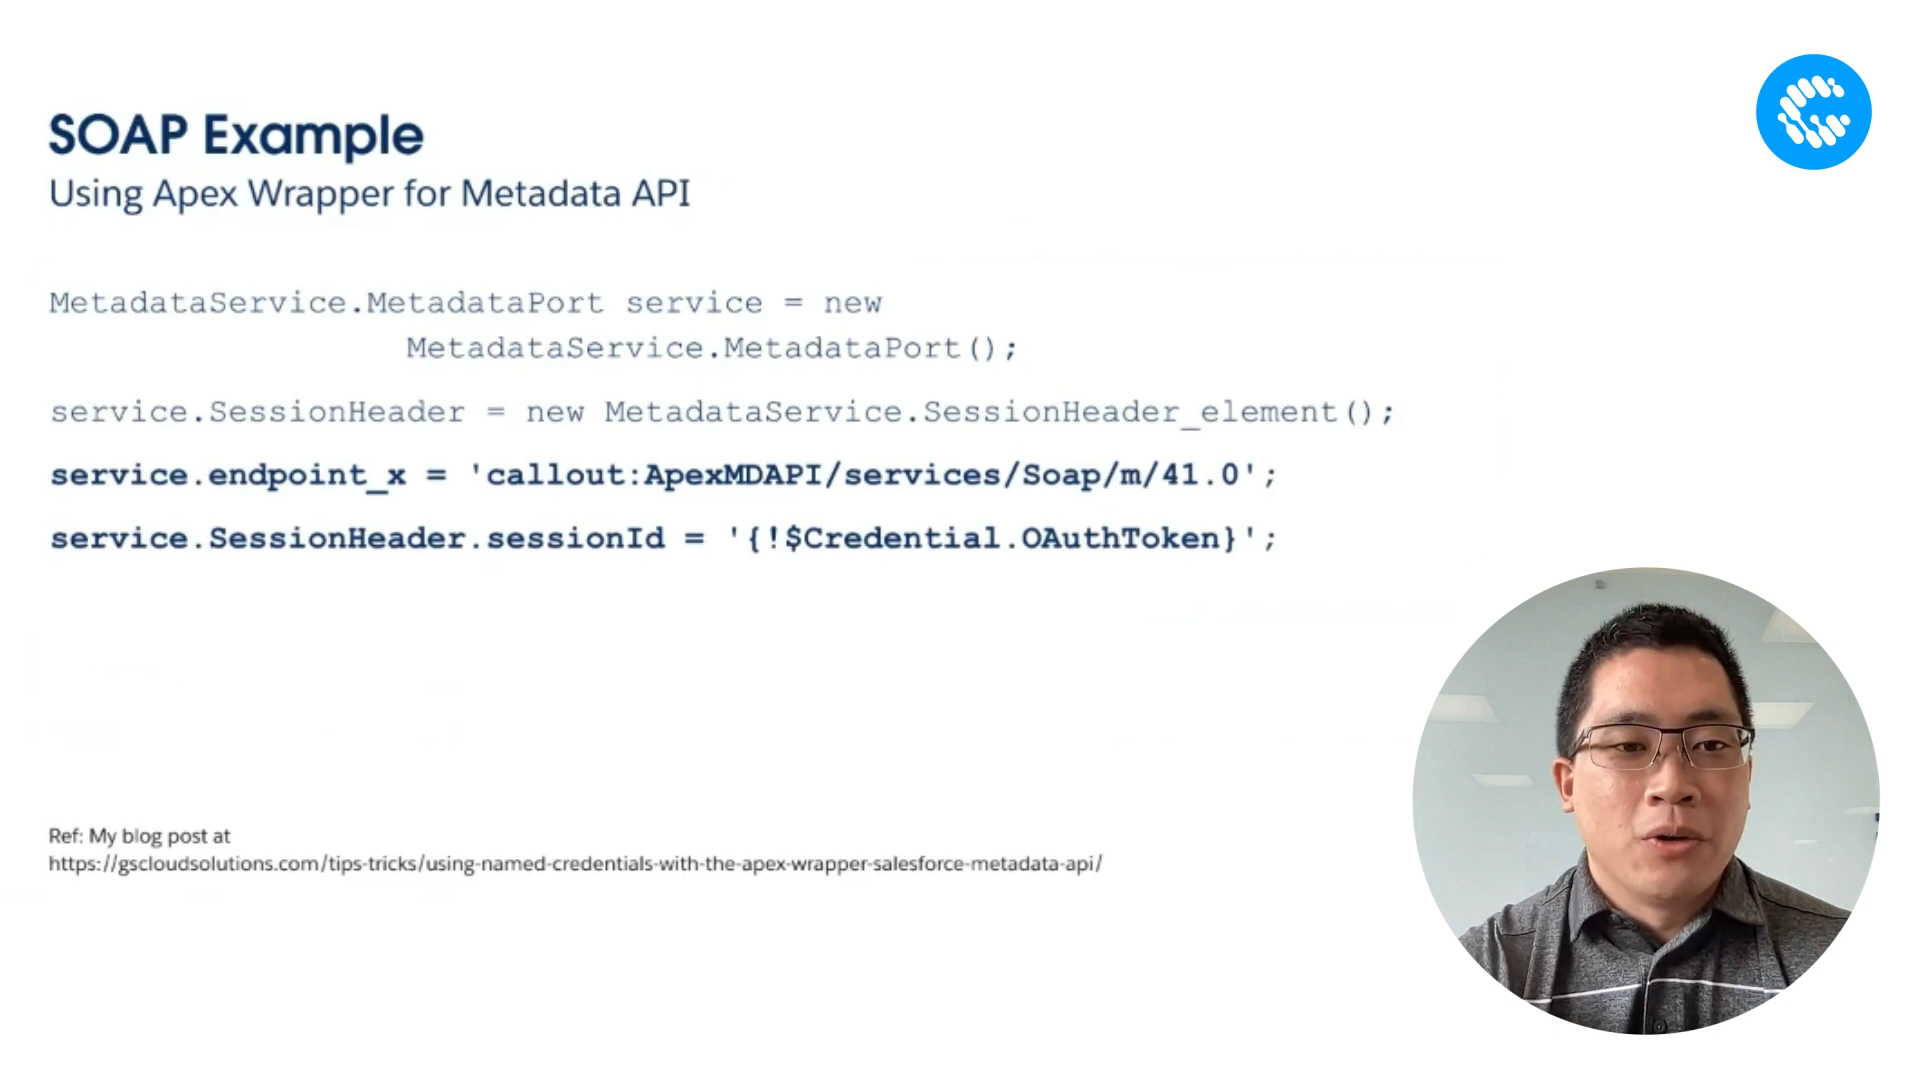 SOAP Example
Using Apex Wrapper for Metadata API
MetadataService.MetadataPort service = new
MetadataService.MetadataPort();
service.SessionHeader = new MetadataService.SessionHeader_element();
service.endpoint_x = 'callout:ApexMDAPI/services/Soap/m/41.0';
service.SessionHeader.sessionId = '{!$Credential.OAuthToken}';
Ref: My blog post at
https://gscloudsolutions.com/tips-tricks/using-named-credentials-with-the-apex-wrapper-salesforce-metadata-api/